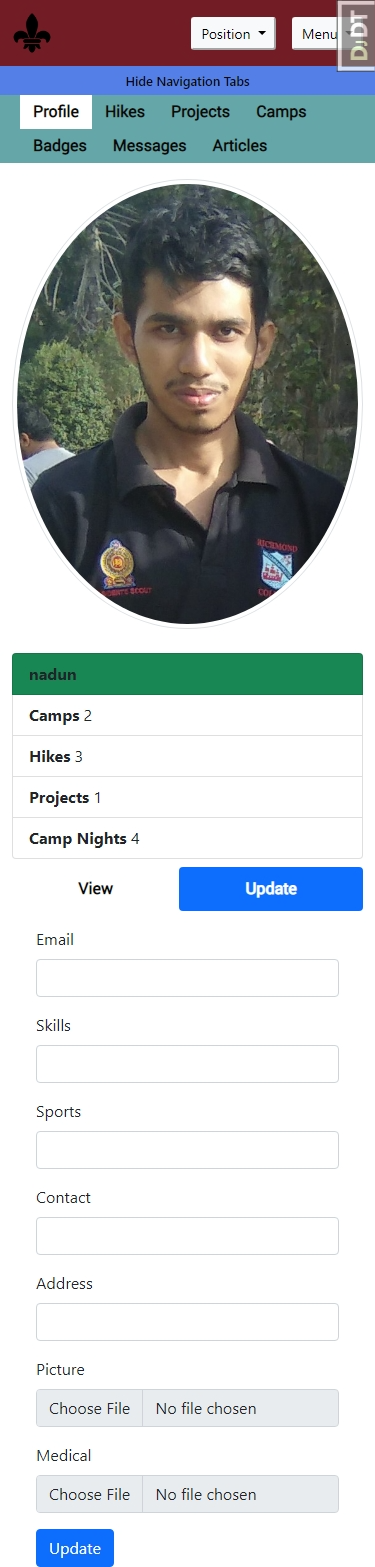 Position
Menu
DjDT
Hide Navigation Tabs
Profile Hikes Projects Camps
Badges Messages Articles
RICHMOND
SCOUT
nadun
Camps 2
Hikes 3
Projects 1
Camp Nights 4
View Update
Email
Skills
Sports
Contact
Address
Picture
Choose File No file chosen
Medical
Choose File No file chosen
Update